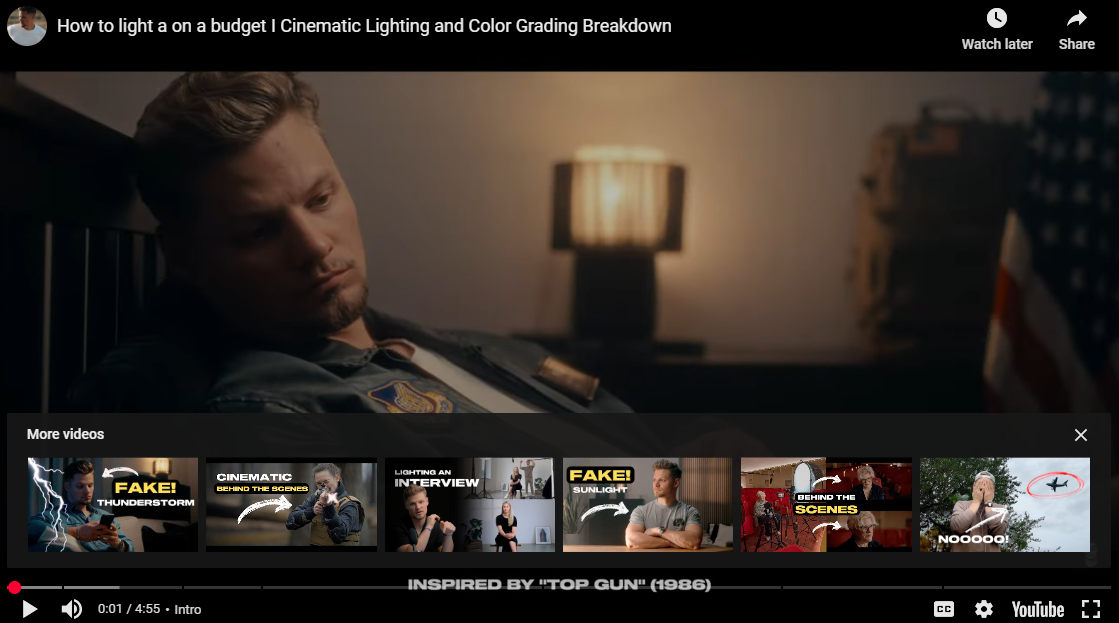 How to light a on a budget I Cinematic Lighting and Color Grading Breakdown
Watch later
Share
More videos
FAKE!
THUNDERSTORM
CINEMATIC
BEHIND THE SCENES
LIGHTING AN
INTERVIEW
FAKE!
SUNLIGHT
BEHIND THE
SCENES
NOOOOO!
INSPIRED BY "TOP GUN" (1986)
0:01 / 4:55 • Intro
CC
YouTube